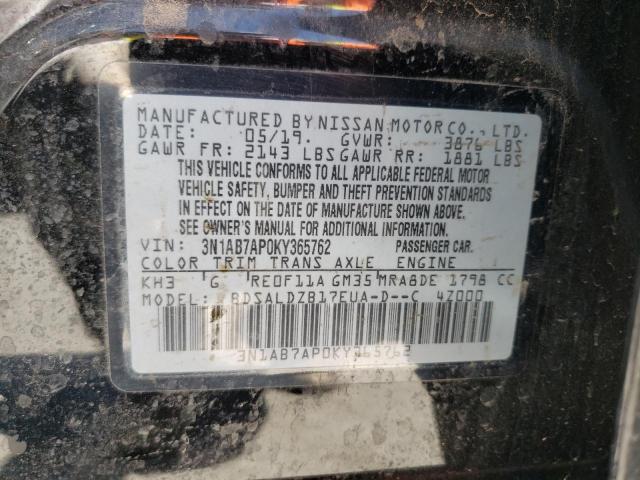 MANUFACTURED BY NISSAN MOTOR CO., LTD.
DATE: 05/19. GVWR: 3876 LBS
GAWR FR: 2143 LBS GAWR RR: 1881 LBS
THIS VEHICLE CONFORMS TO ALL APPLICABLE FEDERAL MOTOR
VEHICLE SAFETY, BUMPER AND THEFT PREVENTION STANDARDS
IN EFFECT ON THE DATE OF MANUFACTURE SHOWN ABOVE.
SEE OWNER'S MANUAL FOR ADDITIONAL INFORMATION.
VIN: 3N1AB7AP0KY365762 PASSENGER CAR.
COLOR TRIM TRANS AXLE ENGINE
KH3 G RE0F11A GM35 MRA8DE 1798 CC
MODEL: BDSALDZB17EUA-D--C 4Z000
3N1AB7AP0KY365762